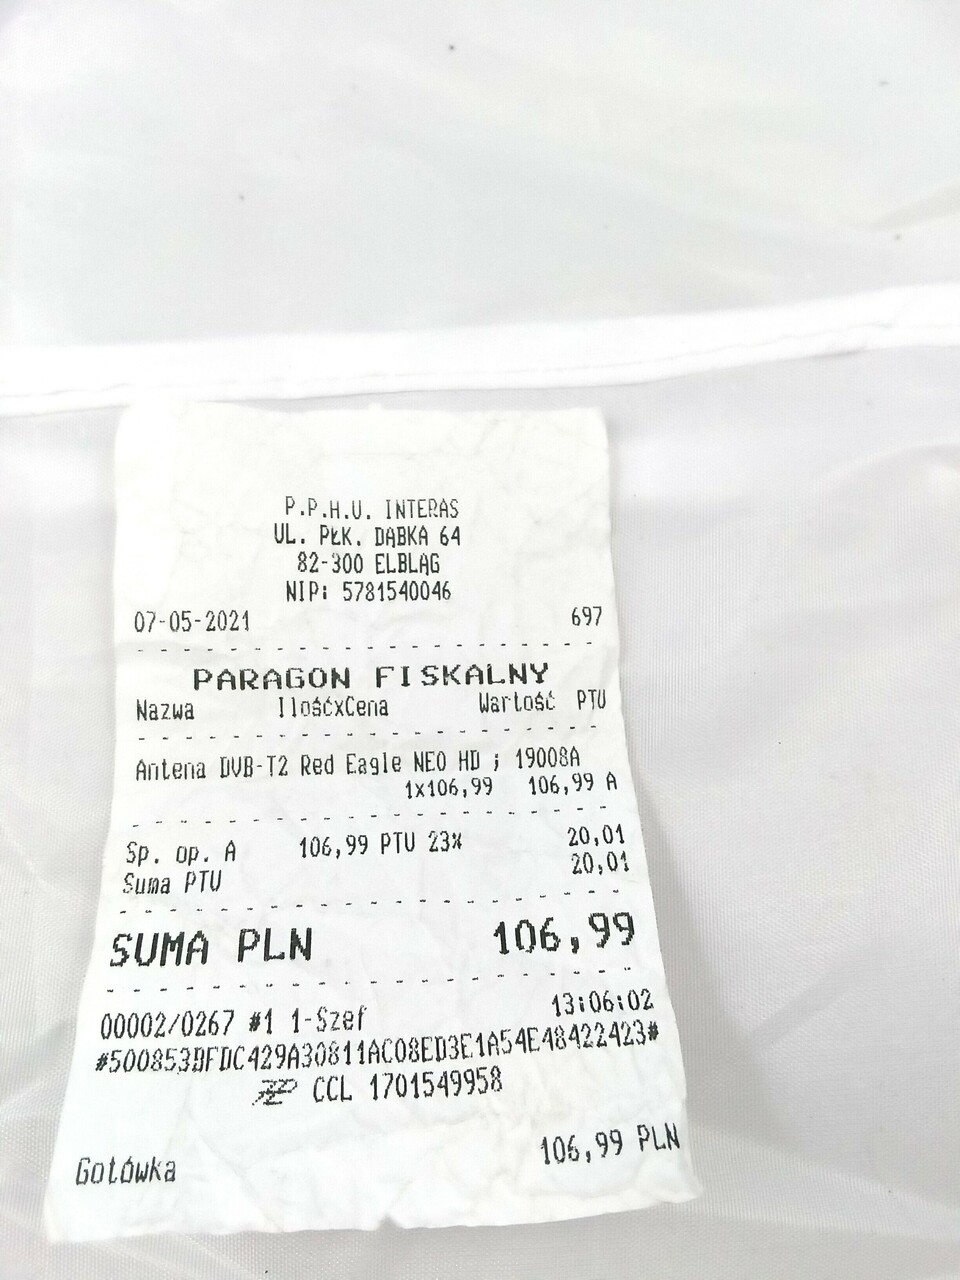 P.P.H.U. INTERAS
UL. PŁK. DĄBKA 64
82-300 ELBLĄG
NIP: 5781540046
07-05-2021 697
PARAGON FISKALNY
Nazwa IlośćxCena Wartość PTU
Antena DVB-T2 Red Eagle NEO HD ; 19008A
1x106,99 106,99 A
Sp. op. A 106,99 PTU 23% 20,01
Suma PTU 20,01
SUMA PLN 106,99
00002/0267 #1 1-Szef 13:06:02
#500853BFDC429A30811AC08ED3E1A54E48422423#
CCL 1701549958
Gotówka 106,99 PLN